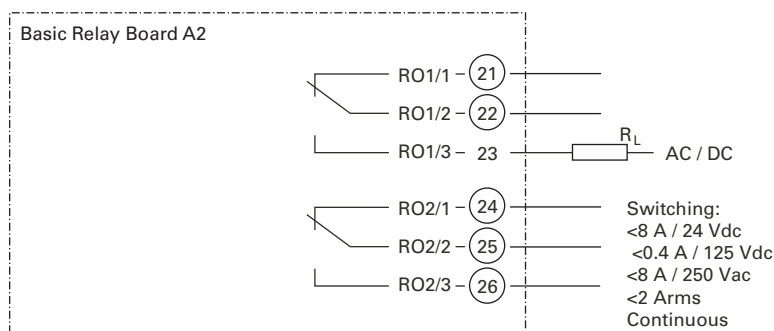 Basic Relay Board A2
RO1/1 21
RO1/2 22
RO1/3 23
RL
AC / DC
RO2/1 24
RO2/2 25
RO2/3 26
Switching:
<8 A / 24 Vdc
<0.4 A / 125 Vdc
<8 A / 250 Vac
<2 Arms
Continuous